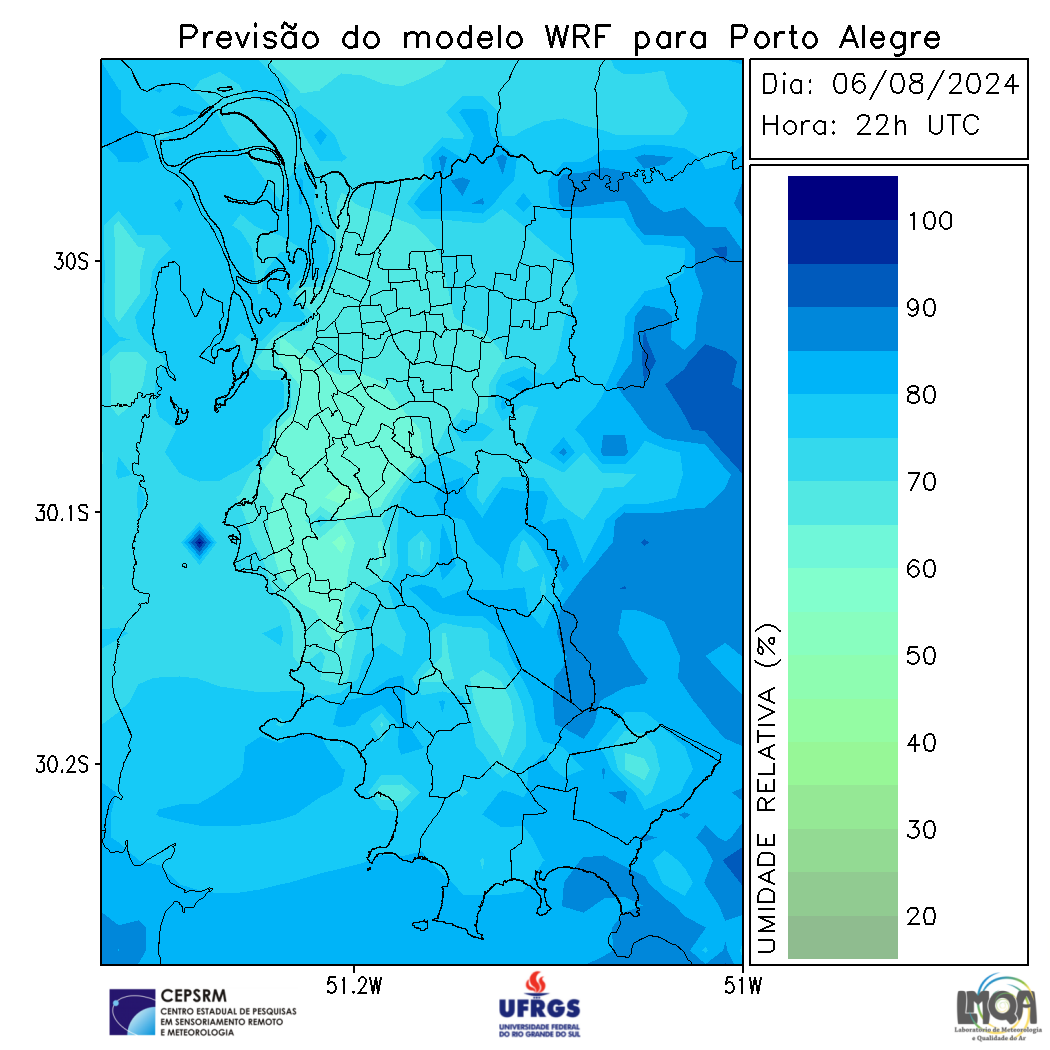 Previsão do modelo WRF para Porto Alegre
Dia: 06/08/2024
Hora: 22h UTC
30S
30.1S
30.2S
51.2W
51W
UMIDADE RELATIVA (%)
100
90
80
70
60
50
40
30
20
CEPSRM
CENTRO ESTADUAL DE PESQUISAS
EM SENSORIAMENTO REMOTO
E METEOROLOGIA
UFRGS
UNIVERSIDADE FEDERAL
DO RIO GRANDE DO SUL
LMQA
Laboratório de Meteorologia
e Qualidade do Ar